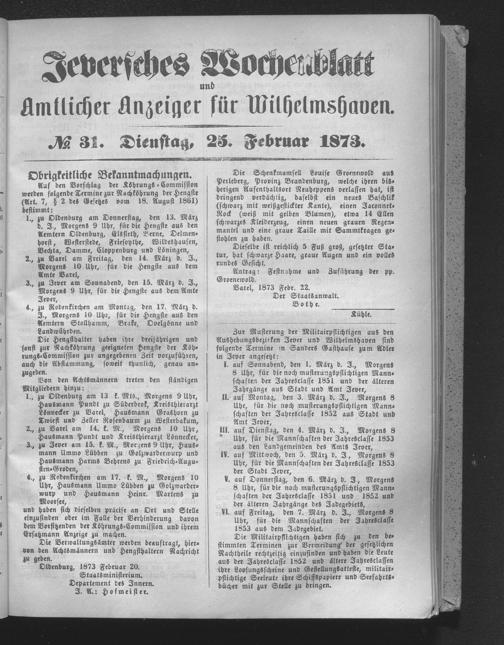 Jeversches Wochenblatt
und
Amtlicher Anzeiger für Wilhelmshaven.
№ 31. Dienstag, 25. Februar 1873.
Obrigkeitliche Bekanntmachungen.
Auf den Vorschlag der Köhrungs-Commission
werden folgende Termine zur Nachköhrung der Hengste
(Art. 7, § 2 des Gesetzes vom 18. August 1861)
bestimmt:
1., zu Oldenburg am Donnerstag, den 13. März
d. J., Morgens 9 Uhr, für die Hengste aus den
Aemtern Oldenburg, Elsfleth, Berne, Delmen-
horst, Westerstede, Friesoythe, Wildeshausen,
Vechta, Damme, Cloppenburg und Löningen,
2., zu Varel am Freitag, den 14. März d. J.,
Morgens 10 Uhr, für die Hengste aus dem
Amte Varel,
3., zu Jever am Sonnabend, den 15. März d. J.,
Morgens 9 Uhr für die Hengste aus dem Amte
Jever,
4., zu Rodenkirchen am Montag, den 17. März d.
J., Morgens 10 Uhr, für die Hengste aus den
Aemtern Stollhamm, Brake, Ovelgönne und
Landwührden.
Die Hengsthalter haben ihre dreijährigen und
sonst zur Nachköhrung geeigneten Hengste der Köh-
rungs-Commission zur angegebenen Zeit vorzuführen,
auch die Abstammung, soweit thunlich, genau an-
zugeben.
Von den Achtsmännern treten den ständigen
Mitgliedern hinzu:
1., zu Oldenburg am 13. k. Mts., Morgens 9 Uhr,
Hausmann Pundt zu Süderbrok, Kreisthierarzt
Lönnecker zu Varel, Hausmann Grashorn zu
Tweist und Zeller Rosenbaum zu Westerbakum,
2., zu Varel am 14. k. M., Morgens 10 Uhr,
Hausmann Pundt und Kreisthierarzt Lönnecker,
3., zu Jever am 15. k. M., Morgens 9 Uhr, Haus-
mann Ummo Lübben zu Golzwarderwurp und
Hausmann Harms Behrens zu Friedrich-Augu-
sten-Groden,
4., zu Rodenkirchen am 17. k. M., Morgens 10
Uhr, Hausmann Ummo Lübben zu Golzwarder-
wurp und Hausmann Heinr. Martens zu
Moorsee,
und haben sich dieselben präcise an Ort und Stelle
einzufinden oder im Falle der Behinderung davon
dem Vorsitzenden der Köhrungs-Commission und ihrem
Ersatzmann Anzeige zu machen.
Die Verwaltungsämter werden beauftragt, hier-
von den Achtsmännern und Hengsthaltern Nachricht
zu geben.
Oldenburg, 1873 Februar 20.
Staatsministerium,
Departement des Innern.
J. A.: Hofmeister.
Die Schenkmamsell Louise Groenewold aus
Perleberg, Provinz Brandenburg, welche ihren bis-
herigen Aufenthaltsort Neuheppens verlassen hat, ist
dringend verdächtig, daselbst ein neues Baschlik
(schwarz mit weißgefleckter Kante), einen Jaconnet-
Rock (weiß mit gelben Blumen), etwa 14 Ellen
schwarzes Kleiderzeug, einen neuen grauen Regen-
mantel und eine graue Taille mit Sammetkragen ge-
stohlen zu haben.
Dieselbe ist reichlich 5 Fuß groß, gesetzter Sta-
tur, hat schwarze Haare, graue Augen und ein volles
rundes Gesicht.
Antrag: Festnahme und Zuführung der pp.
Groenewold.
Varel, 1873 Febr. 22.
Der Staatsanwalt.
Bothe.
Kühle.
Zur Musterung der Militairpflichtigen aus den
Aushebungsbezirken Jever und Wilhelmshaven sind
folgende Termine in Sanders Gasthause zum Adler
in Jever angesetzt:
I. auf Sonnabend, den 1. März d. J., Morgens
8 Uhr, für die noch musterungspflichtigen Mann-
schaften der Jahresclasse 1851 und der älteren
Jahrgänge aus Stadt und Amt Jever,
II. auf Montag, den 3. März d. J., Morgens 8
Uhr, für die noch musterungspflichtigen Mann-
schaften der Jahresclasse 1852 aus Stadt und
Amt Jever,
III. auf Dienstag, den 4. März d. J., Morgens 8
Uhr, für die Mannschaften der Jahresclasse 1853
aus dem Amt Jever,
IV. auf Mittwoch, den 5. März d. J., Morgens 8
Uhr, für die Mannschaften der Jahresclasse 1853
der Stadt Jever,
V. auf Donnerstag, den 6. März d. J., Morgens
8 Uhr, für die noch musterungspflichtigen Mann-
schaften der Jahresclasse 1851 und 1852 und
der älteren Jahrgänge des Jadegebiets,
VI. auf Freitag, den 7. März d. J., Morgens 8
Uhr, für die Mannschaften der Jahresclasse
1853 aus dem Jadegebiet.
Die Militairpflichtigen haben sich zu den be-
stimmten Terminen zur Vermeidung der gesetzlichen
Nachtheile rechtzeitig einzufinden und haben die Leute
aus der Jahresclasse 1852 und älterer Jahrgänge
ihre Loosungsscheine und Gestellungsatteste, militair-
pflichtige Seeleute ihre Schiffspapiere und Seefahrts-
bücher mit zur Stelle zu bringen.